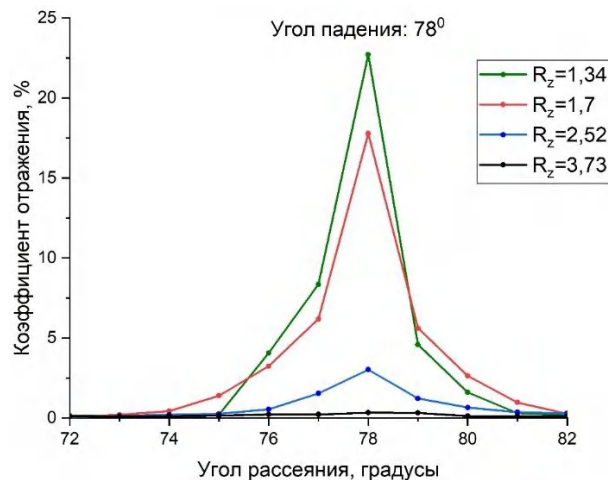 Угол падения: 78⁰
R_z=1,34
R_z=1,7
R_z=2,52
R_z=3,73
Коэффициент отражения, %
25
20
15
10
5
0
72
74
76
78
80
82
Угол рассеяния, градусы